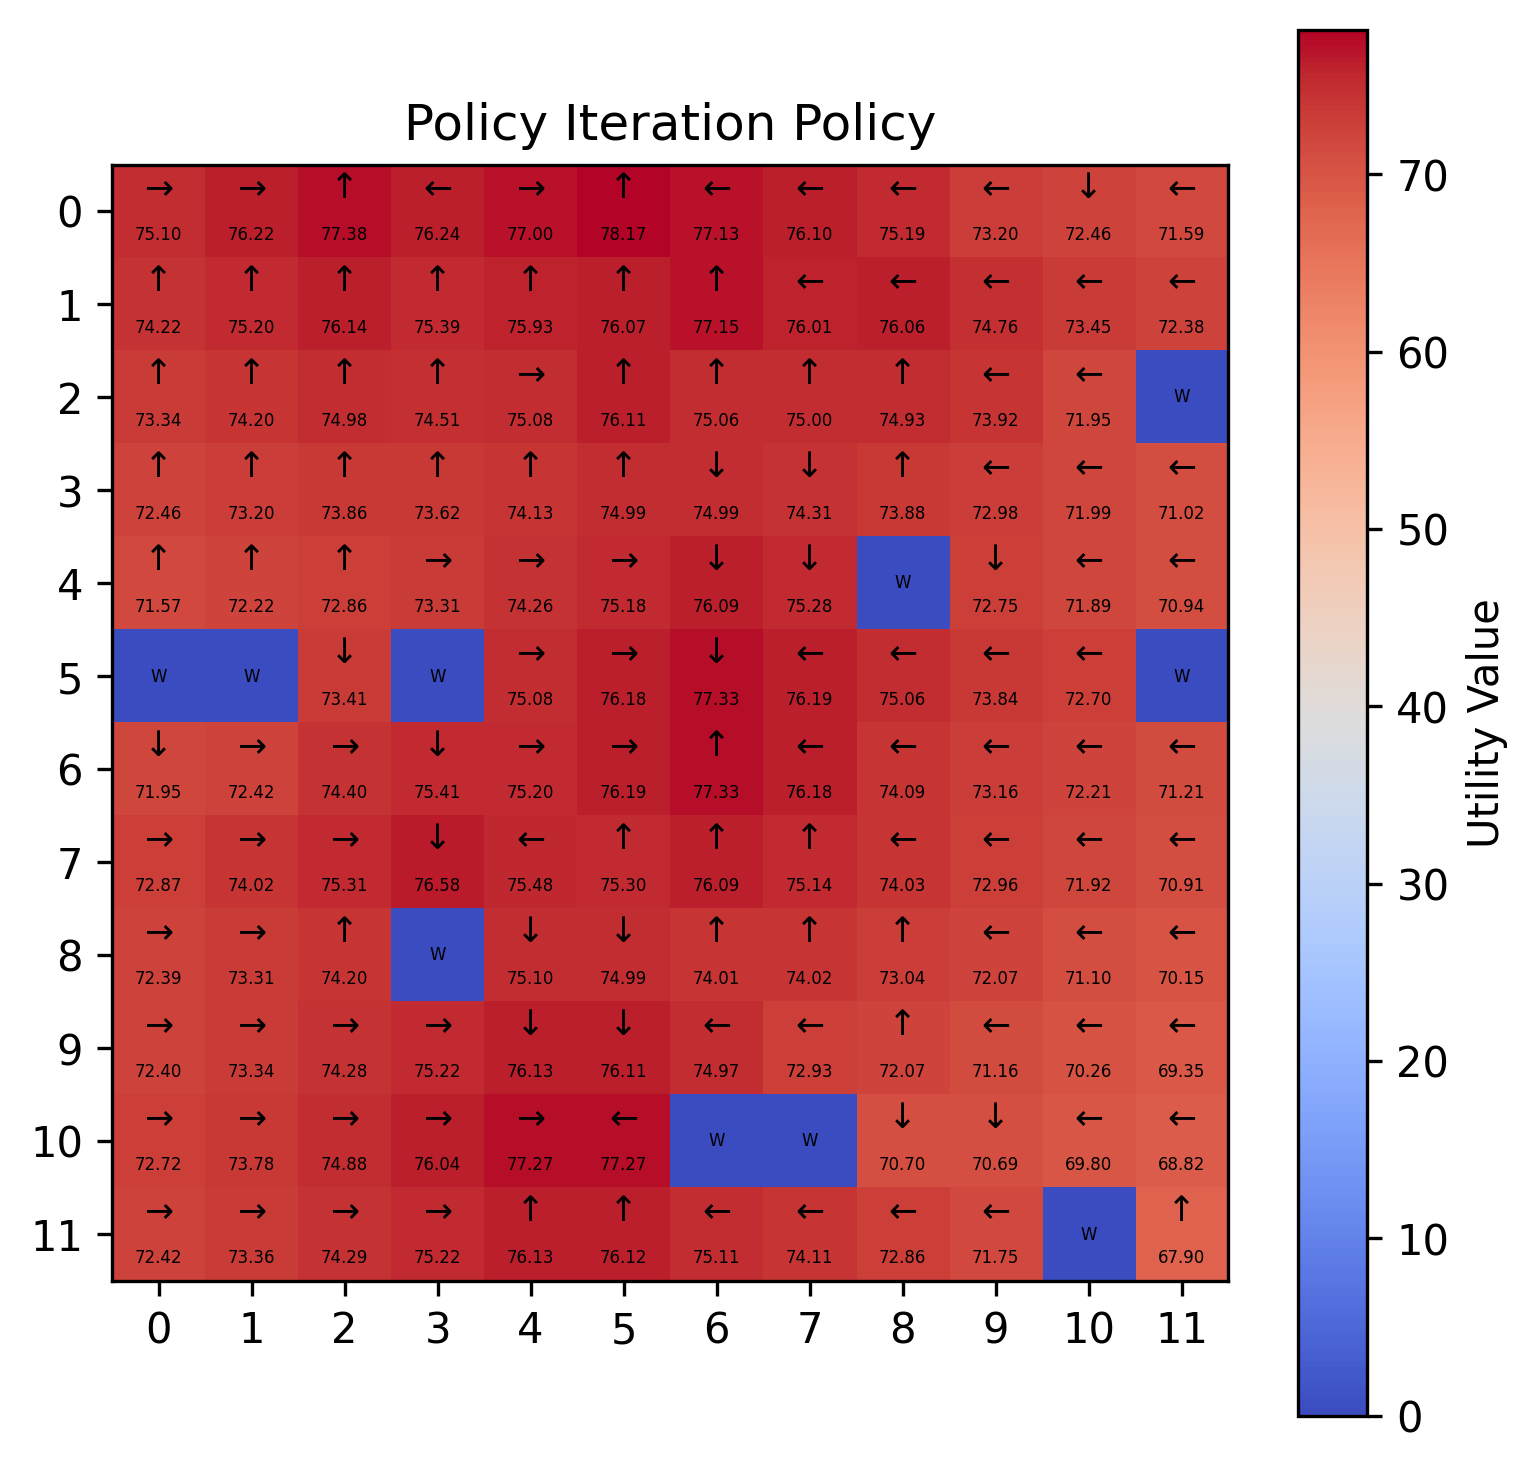 Policy Iteration Policy
0 → → ↑ ← → ↑ ← ← ← ← ↓ ←
75.10 76.22 77.38 76.24 77.00 78.17 77.13 76.10 75.19 73.20 72.46 71.59
1 ↑ ↑ ↑ ↑ ↑ ↑ ↑ ← ← ← ← ←
74.22 75.20 76.14 75.39 75.93 76.07 77.15 76.01 76.06 74.76 73.45 72.38
2 ↑ ↑ ↑ ↑ → ↑ ↑ ↑ ↑ ← ← W
73.34 74.20 74.98 74.51 75.08 76.11 75.06 75.00 74.93 73.92 71.95
3 ↑ ↑ ↑ ↑ ↑ ↑ ↓ ↓ ↑ ← ← ←
72.46 73.20 73.86 73.62 74.13 74.99 74.99 74.31 73.88 72.98 71.99 71.02
4 ↑ ↑ ↑ → → → ↓ ↓ W ↓ ← ←
71.57 72.22 72.86 73.31 74.26 75.18 76.09 75.28 72.75 71.89 70.94
5 W W ↓ W → → ↓ ← ← ← ← W
73.41 75.08 76.18 77.33 76.19 75.06 73.84 72.70
6 ↓ → → ↓ → → ↑ ← ← ← ← ←
71.95 72.42 74.40 75.41 75.20 76.19 77.33 76.18 74.09 73.16 72.21 71.21
7 → → → ↓ ← ↑ ↑ ↑ ← ← ← ←
72.87 74.02 75.31 76.58 75.48 75.30 76.09 75.14 74.03 72.96 71.92 70.91
8 → → ↑ W ↓ ↓ ↑ ↑ ↑ ← ← ←
72.39 73.31 74.20 75.10 74.99 74.01 74.02 73.04 72.07 71.10 70.15
9 → → → → ↓ ↓ ← ← ↑ ← ← ←
72.40 73.34 74.28 75.22 76.13 76.11 74.97 72.93 72.07 71.16 70.26 69.35
10 → → → → → ← W W ↓ ↓ ← ←
72.72 73.78 74.88 76.04 77.27 77.27 70.70 70.69 69.80 68.82
11 → → → → ↑ ↑ ← ← ← ← W ↑
72.42 73.36 74.29 75.22 76.13 76.12 75.11 74.11 72.86 71.75 67.90
0 1 2 3 4 5 6 7 8 9 10 11
70
60
50
40
30
20
10
0
Utility Value